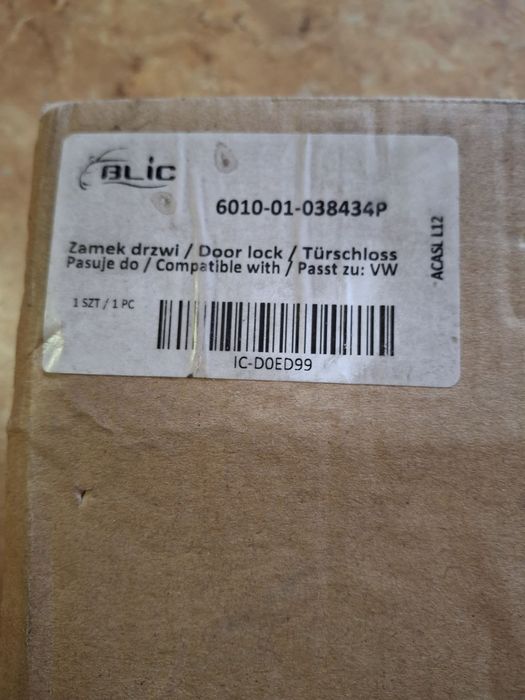 BLiC
6010-01-038434P
Zamek drzwi / Door lock / Türschloss
Pasuje do / Compatible with / Passt zu: VW
ACASL L12
1 SZT / 1 PC
IC-D0ED99